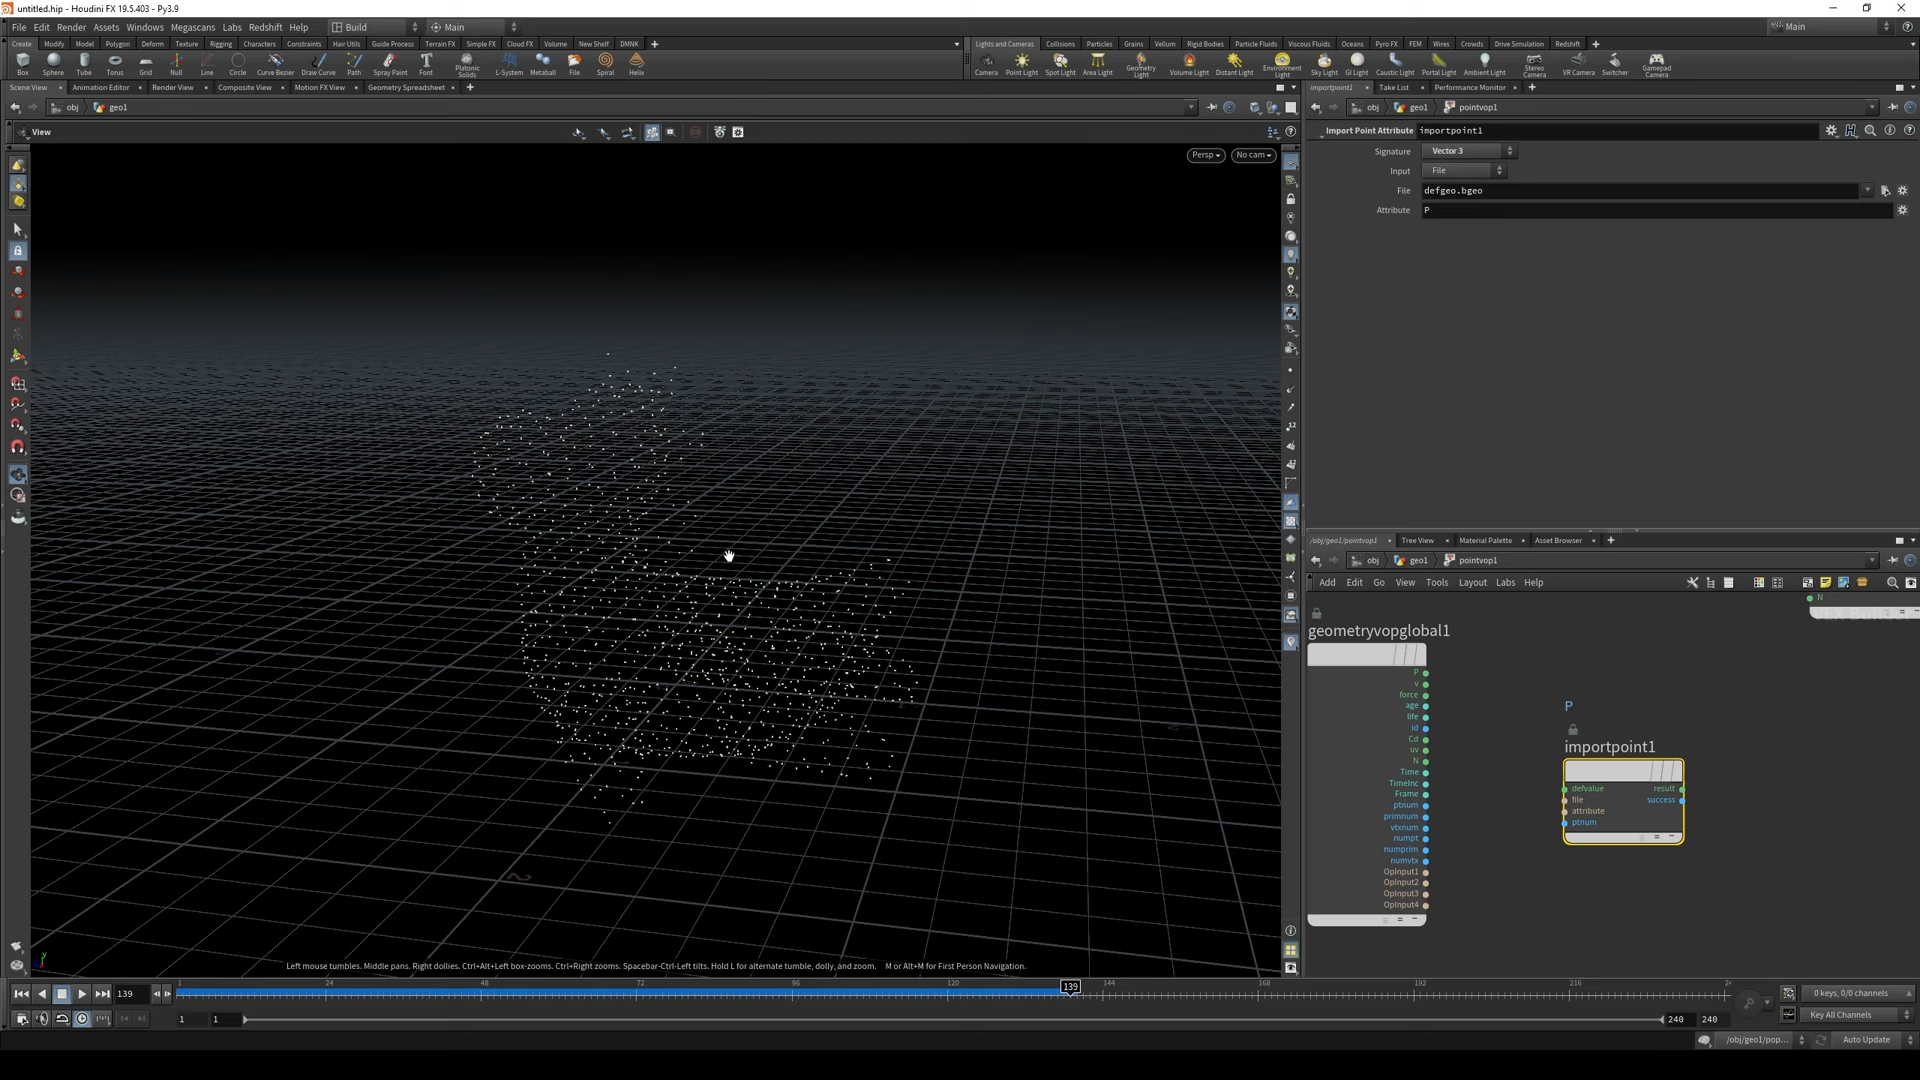 untitled.hip - Houdini FX 19.5.403 - Py3.9
File Edit Render Assets Windows Megascans Labs Redshift Help
Build
Main
Main
Create Modify Model Polygon Deform Texture Rigging Characters Constraints Hair Utils Guide Process Terrain FX Simple FX Cloud FX Volume New Shelf DMNK
Lights and Cameras Collisions Particles Grains Vellum Rigid Bodies Particle Fluids Viscous Fluids Oceans Pyro FX FEM Wires Crowds Drive Simulation Redshift
Box Sphere Tube Torus Grid Null Line Circle Curve Bezier Draw Curve Path Spray Paint Font Platonic Solids L-System Metaball File Spiral Helix
Camera Point Light Spot Light Area Light Geometry Light Volume Light Distant Light Environment Light Sky Light GI Light Caustic Light Portal Light Ambient Light Stereo Camera VR Camera Switcher Gamepad Camera
Scene View Animation Editor Render View Composite View Motion FX View Geometry Spreadsheet
importpoint1 Take List Performance Monitor
obj geo1
obj geo1 pointvop1
View
Import Point Attribute importpoint1
Persp No cam
Signature Vector 3
Input File
File defgeo.bgeo
Attribute P
/obj/geo1/pointvop1 Tree View Material Palette Asset Browser
obj geo1 pointvop1
Add Edit Go View Tools Layout Labs Help
N
geometryvopglobal1
P
v
force
age
life
id
Cd
uv
N
Time
TimeInc
Frame
ptnum
primnum
vtxnum
numpt
numprim
numvtx
OpInput1
OpInput2
OpInput3
OpInput4
P
importpoint1
defvalue result
file success
attribute
ptnum
Left mouse tumbles. Middle pans. Right dollies. Ctrl+Alt+Left box-zooms. Ctrl+Right zooms. Spacebar-Ctrl-Left tilts. Hold L for alternate tumble, dolly, and zoom. M or Alt+M for First Person Navigation.
139
1 24 48 72 96 120 139 144 168 192 216
0 keys, 0/0 channels
1 1 240 240
Key All Channels
/obj/geo1/pop...
Auto Update